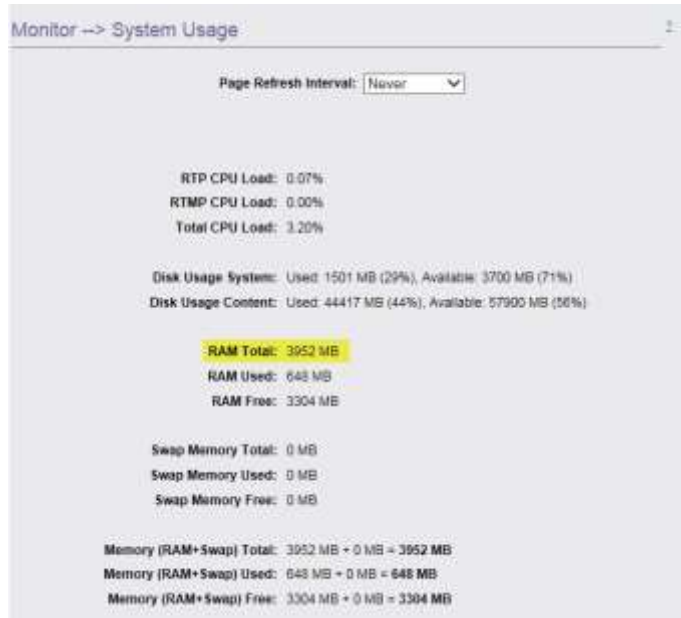 Monitor --> System Usage
?
Page Refresh Interval: Never
RTP CPU Load: 0.07%
RTMP CPU Load: 0.00%
Total CPU Load: 3.20%
Disk Usage System: Used: 1501 MB (29%), Available: 3700 MB (71%)
Disk Usage Content: Used: 44417 MB (44%), Available: 57900 MB (56%)
RAM Total: 3952 MB
RAM Used: 648 MB
RAM Free: 3304 MB
Swap Memory Total: 0 MB
Swap Memory Used: 0 MB
Swap Memory Free: 0 MB
Memory (RAM+Swap) Total: 3952 MB + 0 MB = 3952 MB
Memory (RAM+Swap) Used: 648 MB + 0 MB = 648 MB
Memory (RAM+Swap) Free: 3304 MB + 0 MB = 3304 MB